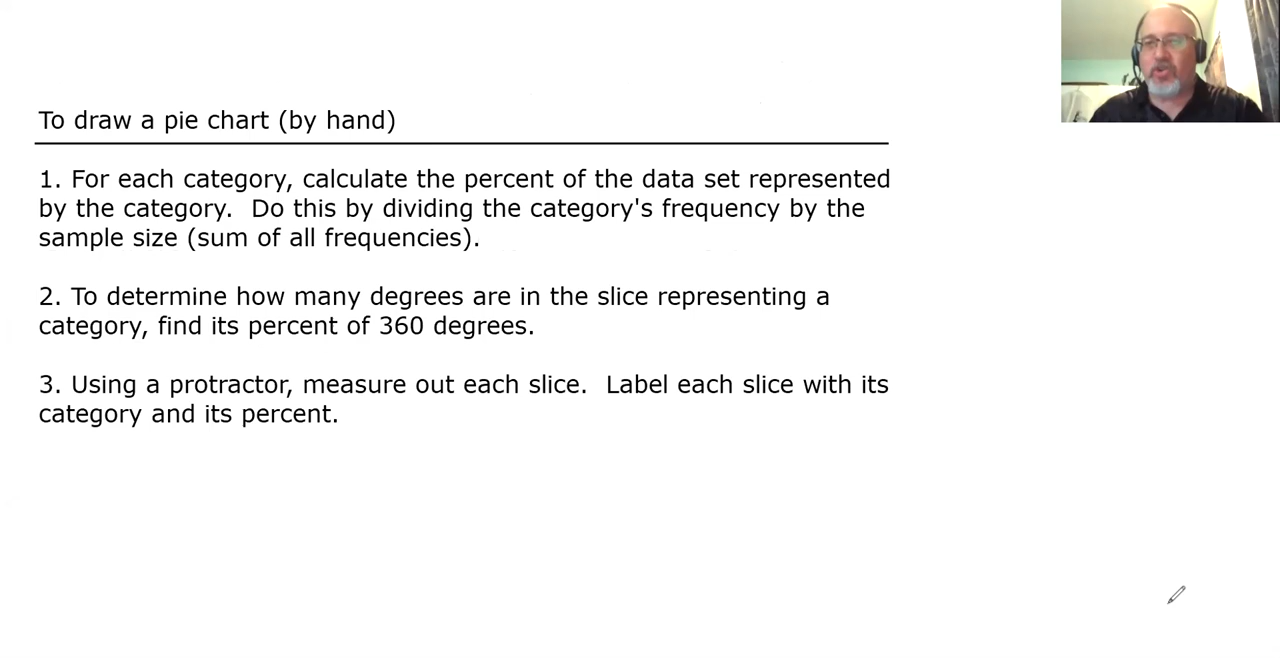 To draw a pie chart (by hand)
1. For each category, calculate the percent of the data set represented
by the category.  Do this by dividing the category's frequency by the
sample size (sum of all frequencies).
2. To determine how many degrees are in the slice representing a
category, find its percent of 360 degrees.
3. Using a protractor, measure out each slice.  Label each slice with its
category and its percent.